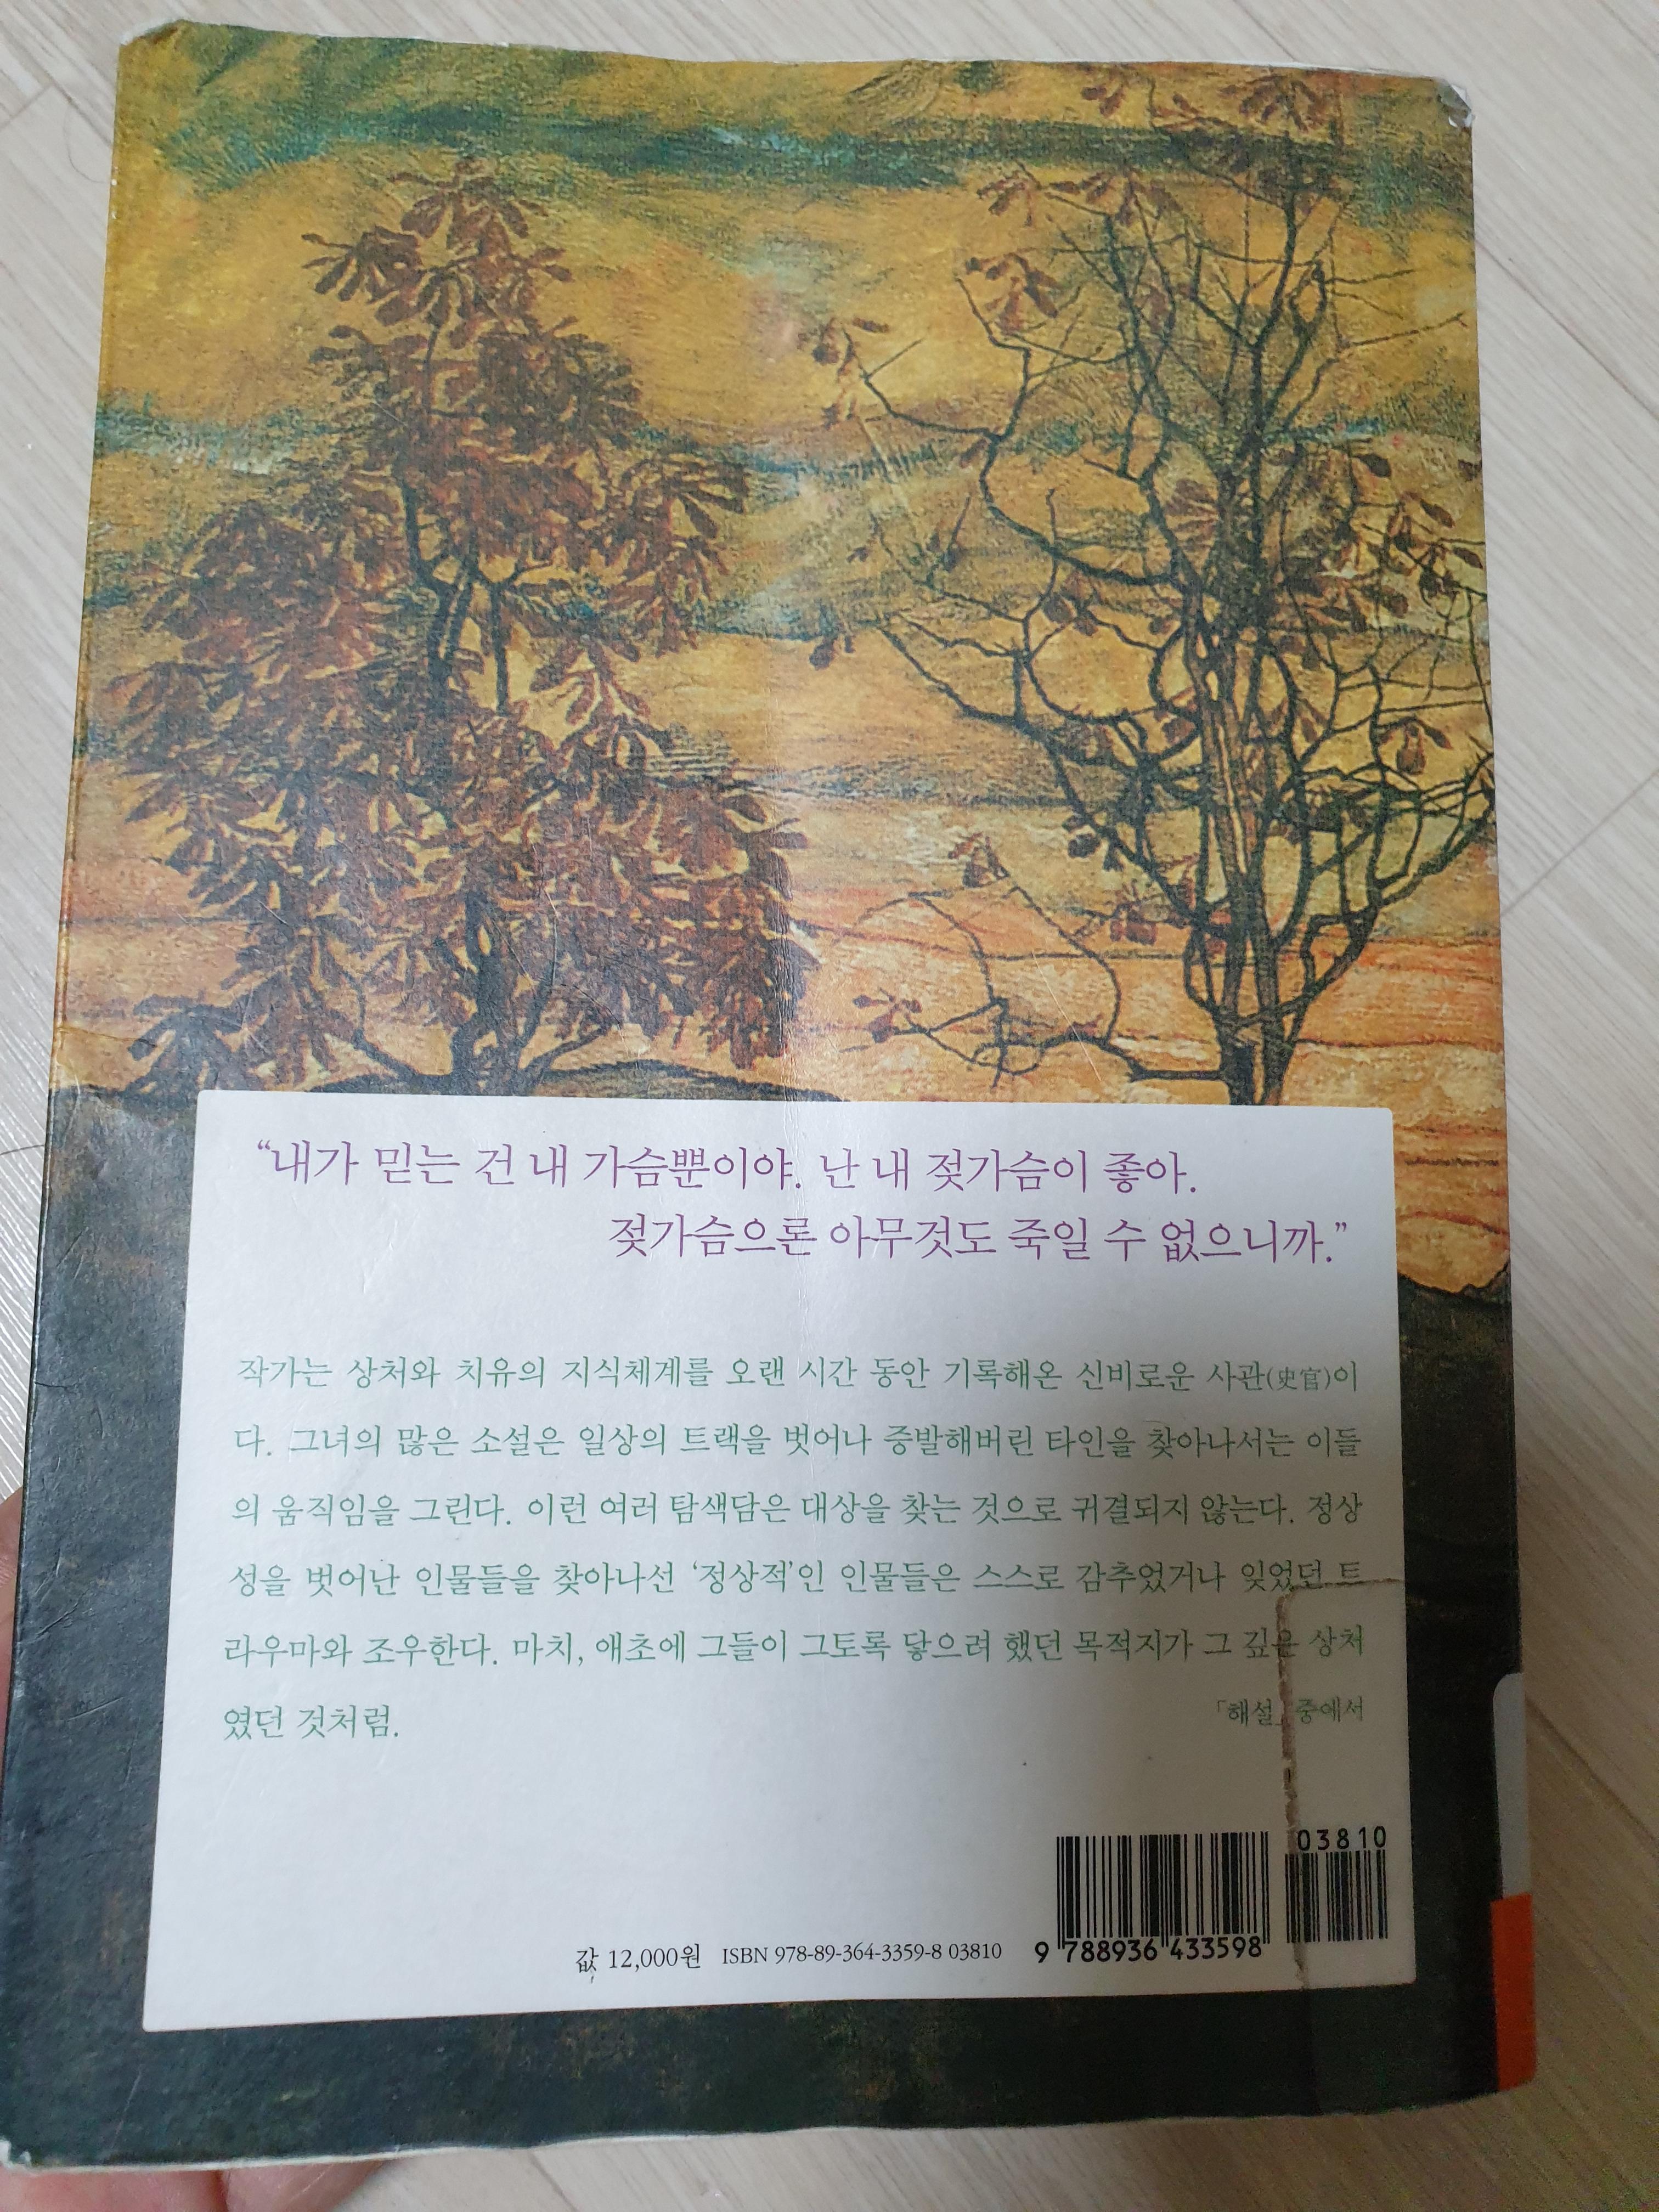 “내가 믿는 건 내 가슴뿐이야. 난 내 젖가슴이 좋아.
젖가슴으론 아무것도 죽일 수 없으니까.”
작가는 상처와 치유의 지식체계를 오랜 시간 동안 기록해온 신비로운 사관(史官)이
다. 그녀의 많은 소설은 일상의 트랙을 벗어나 증발해버린 타인을 찾아나서는 이들
의 움직임을 그린다. 이런 여러 탐색담은 대상을 찾는 것으로 귀결되지 않는다. 정상
성을 벗어난 인물들을 찾아나선 ‘정상적’인 인물들은 스스로 감추었거나 잊었던 트
라우마와 조우한다. 마치, 애초에 그들이 그토록 닿으려 했던 목적지가 그 깊은 상처
였던 것처럼.
「해설」 중에서
03810
값 12,000원 ISBN 978-89-364-3359-8 03810
9 788936 433598